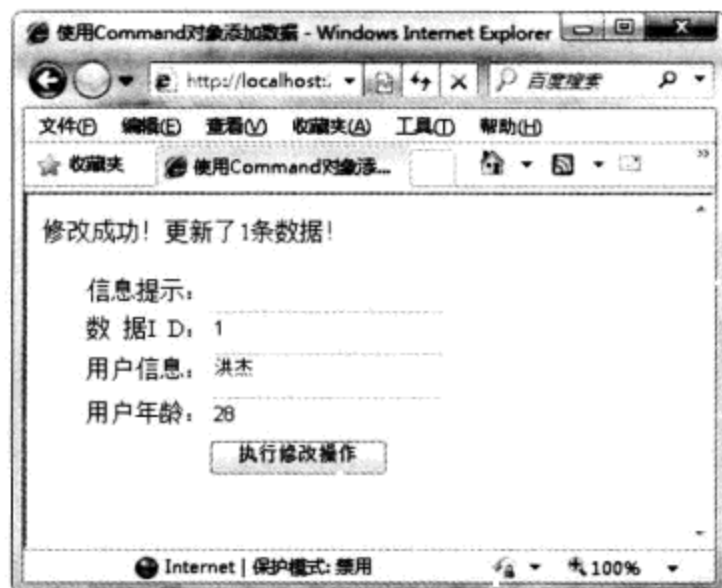 使用Command对象添加数据 - Windows Internet Explorer
http://localhost:
百度搜索
文件(F) 编辑(E) 查看(V) 收藏夹(A) 工具(T) 帮助(H)
收藏夹 使用Command对象添...
修改成功！更新了1条数据！
信息提示：
数 据I D： 1
用户信息： 洪杰
用户年龄： 28
执行修改操作
Internet | 保护模式: 禁用 100%